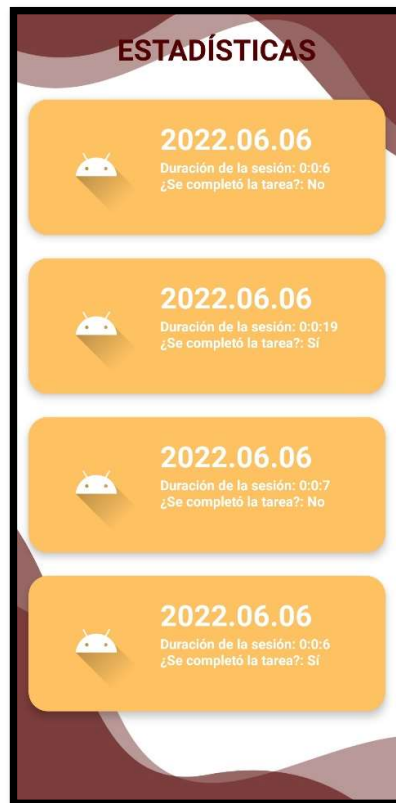 ESTADÍSTICAS
2022.06.06
Duración de la sesión: 0:0:6
¿Se completó la tarea?: No
2022.06.06
Duración de la sesión: 0:0:19
¿Se completó la tarea?: Sí
2022.06.06
Duración de la sesión: 0:0:7
¿Se completó la tarea?: No
2022.06.06
Duración de la sesión: 0:0:6
¿Se completó la tarea?: Sí